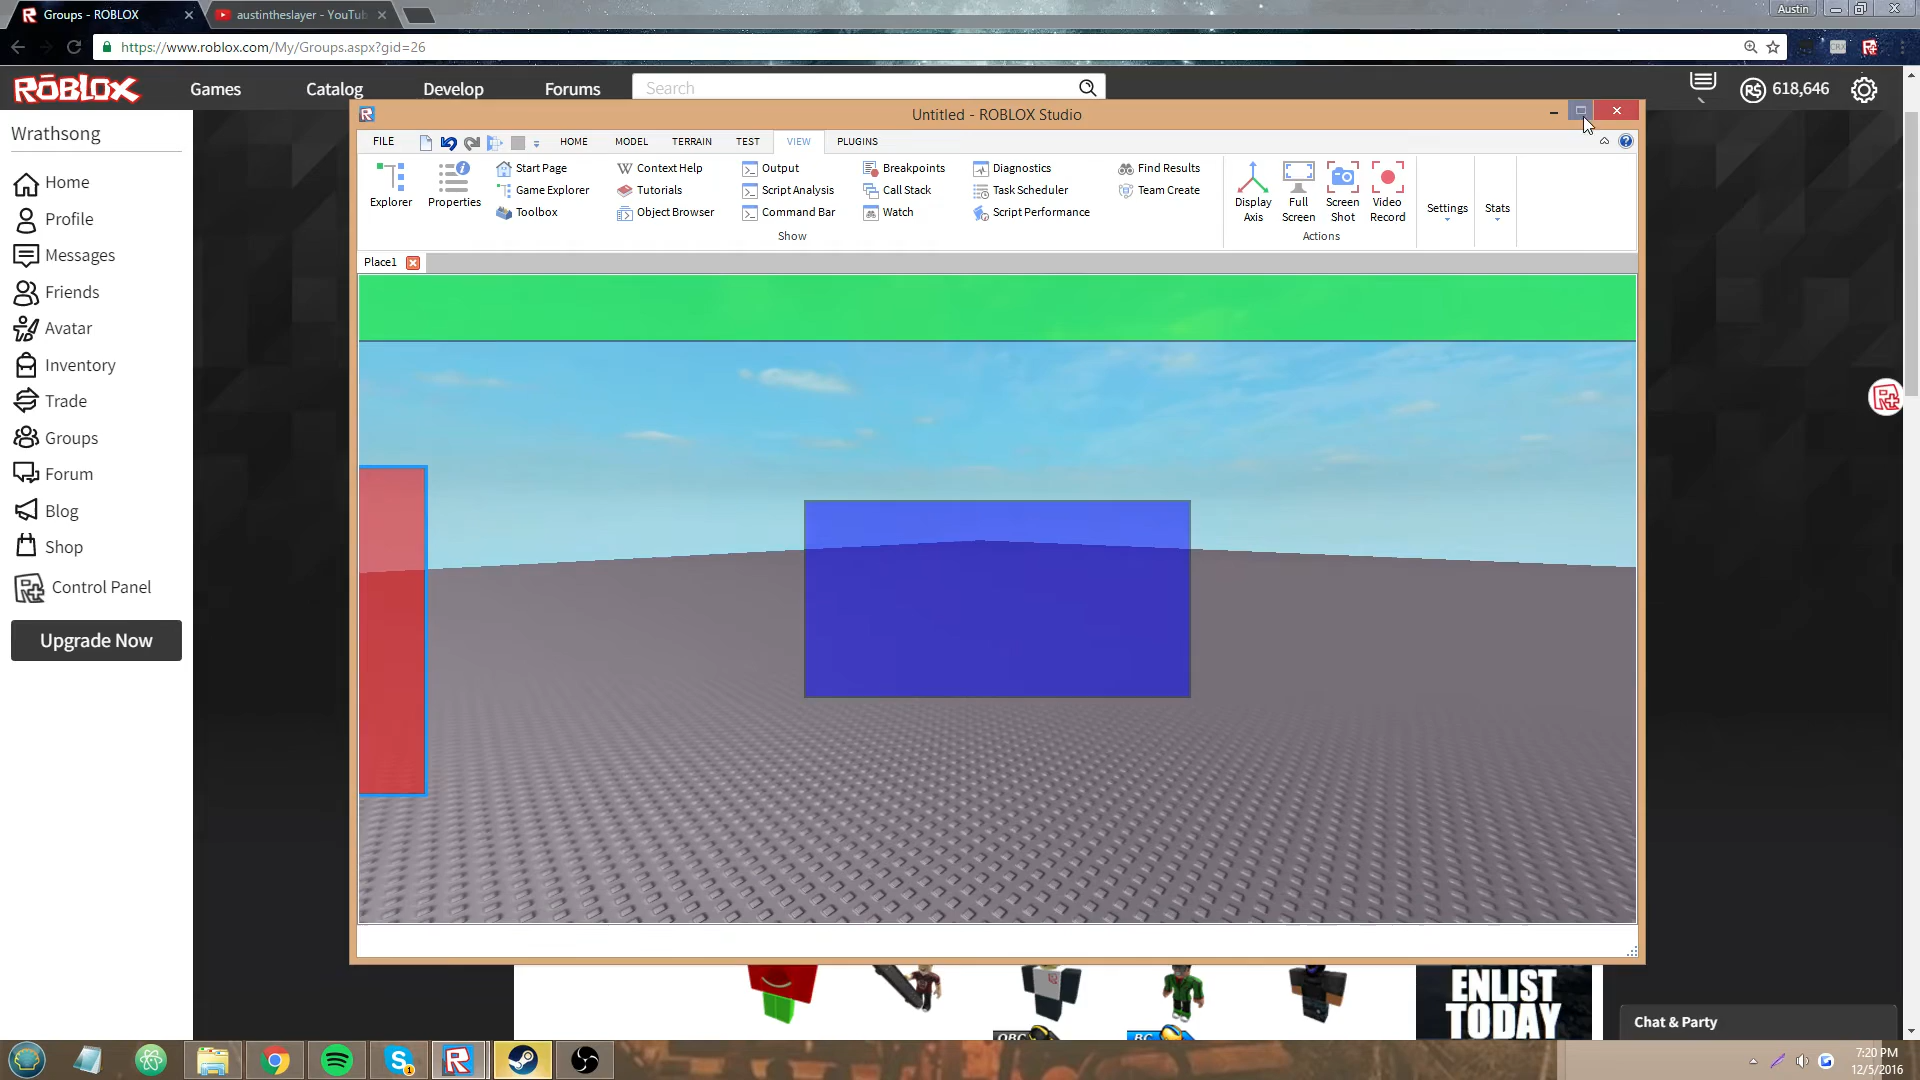 Groups - ROBLOX
austintheslayer - YouTub
Austin
https://www.roblox.com/My/Groups.aspx?gid=26
ROBLOX
Games
Catalog
Develop
Forums
Search
R$ 618,646
Wrathsong
Home
Profile
Messages
Friends
Avatar
Inventory
Trade
Groups
Forum
Blog
Shop
Control Panel
Upgrade Now
Untitled - ROBLOX Studio
FILE
HOME
MODEL
TERRAIN
TEST
VIEW
PLUGINS
Explorer
Properties
Start Page
Game Explorer
Toolbox
Context Help
Tutorials
Object Browser
Output
Script Analysis
Command Bar
Breakpoints
Call Stack
Watch
Diagnostics
Task Scheduler
Script Performance
Find Results
Team Create
Show
Display
Axis
Full
Screen
Screen
Shot
Video
Record
Actions
Settings
Stats
Place1
OBC
BC
ENLIST
TODAY
Chat & Party
1
7:20 PM
12/5/2016